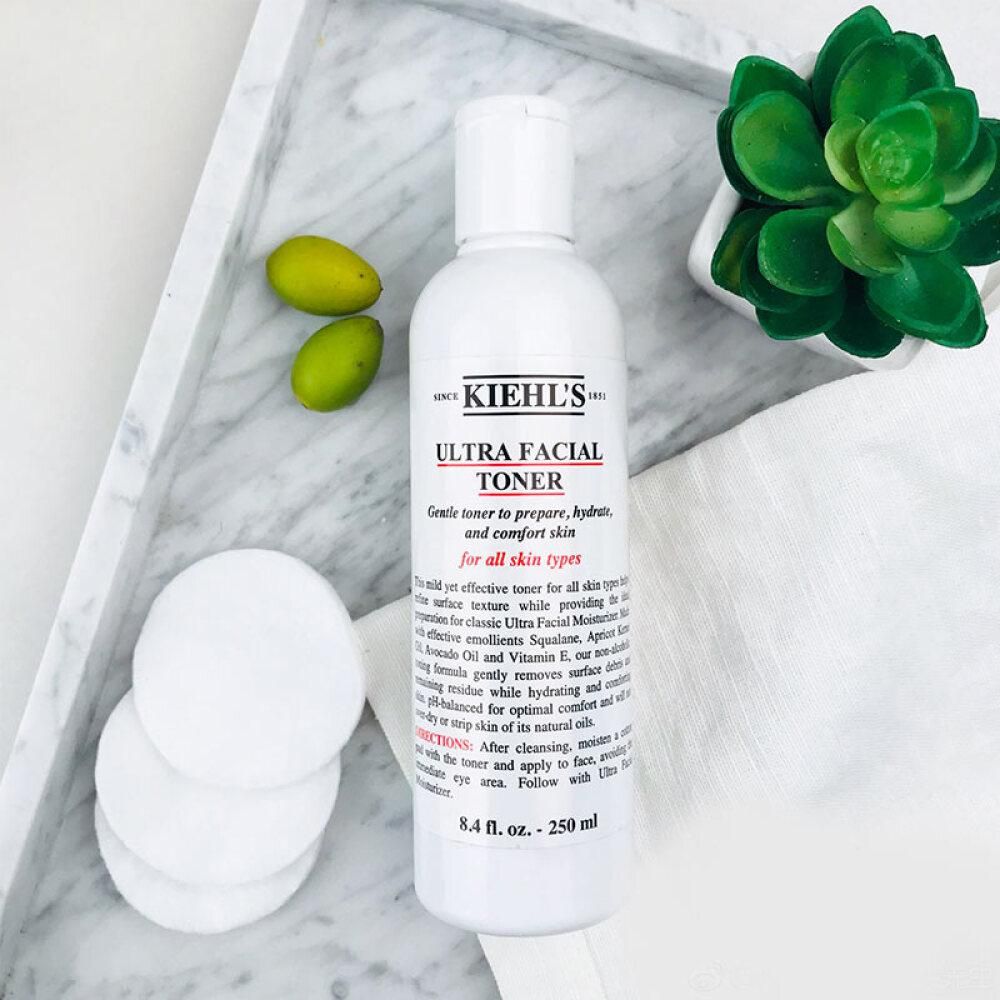 SINCE KIEHL'S 1851
ULTRA FACIAL
TONER
Gentle toner to prepare, hydrate,
and comfort skin
for all skin types
This mild yet effective toner for all skin types helps
refine surface texture while providing the ideal
preparation for classic Ultra Facial Moisturizer. Made
with effective emollients Squalane, Apricot Kernel
Oil, Avocado Oil and Vitamin E, our non-alcoholic
toning formula gently removes surface debris and
remaining residue while hydrating and comforting
skin. pH-balanced for optimal comfort and will not
over-dry or strip skin of its natural oils.
DIRECTIONS: After cleansing, moisten a cotton
pad with the toner and apply to face, avoiding the
immediate eye area. Follow with Ultra Facial
Moisturizer.
8.4 fl. oz. - 250 ml